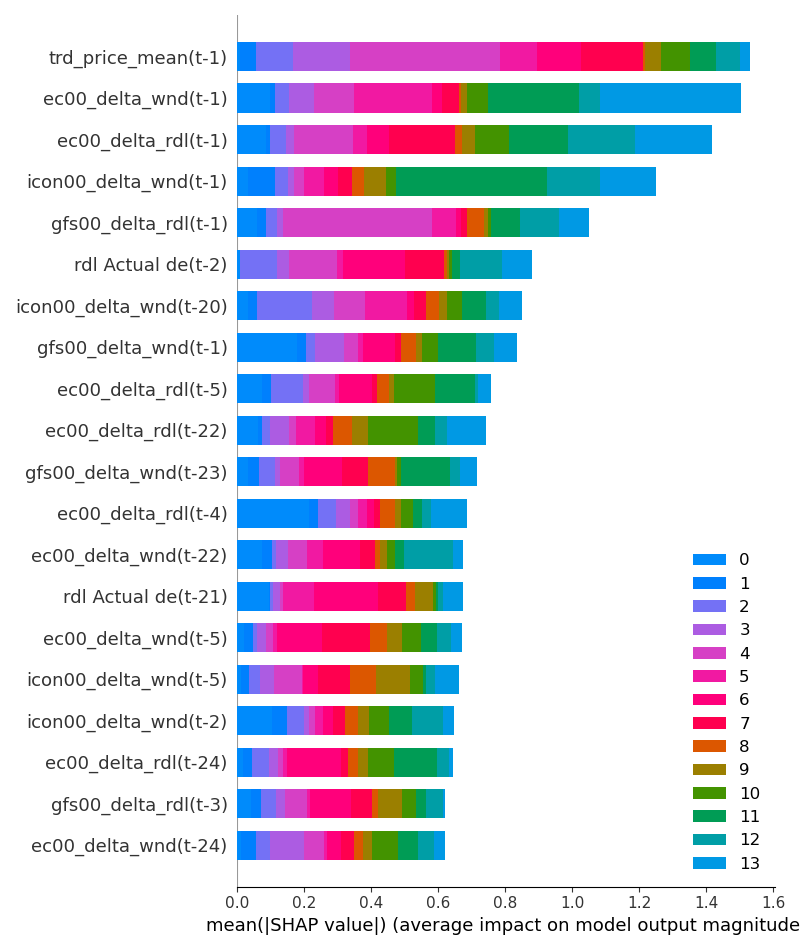 trd_price_mean(t-1)
ec00_delta_wnd(t-1)
ec00_delta_rdl(t-1)
icon00_delta_wnd(t-1)
gfs00_delta_rdl(t-1)
rdl Actual de(t-2)
icon00_delta_wnd(t-20)
gfs00_delta_wnd(t-1)
ec00_delta_rdl(t-5)
ec00_delta_rdl(t-22)
gfs00_delta_wnd(t-23)
ec00_delta_rdl(t-4)
ec00_delta_wnd(t-22)
rdl Actual de(t-21)
ec00_delta_wnd(t-5)
icon00_delta_wnd(t-5)
icon00_delta_wnd(t-2)
ec00_delta_rdl(t-24)
gfs00_delta_rdl(t-3)
ec00_delta_wnd(t-24)
0
1
2
3
4
5
6
7
8
9
10
11
12
13
0.0 0.2 0.4 0.6 0.8 1.0 1.2 1.4 1.6
mean(|SHAP value|) (average impact on model output magnitude